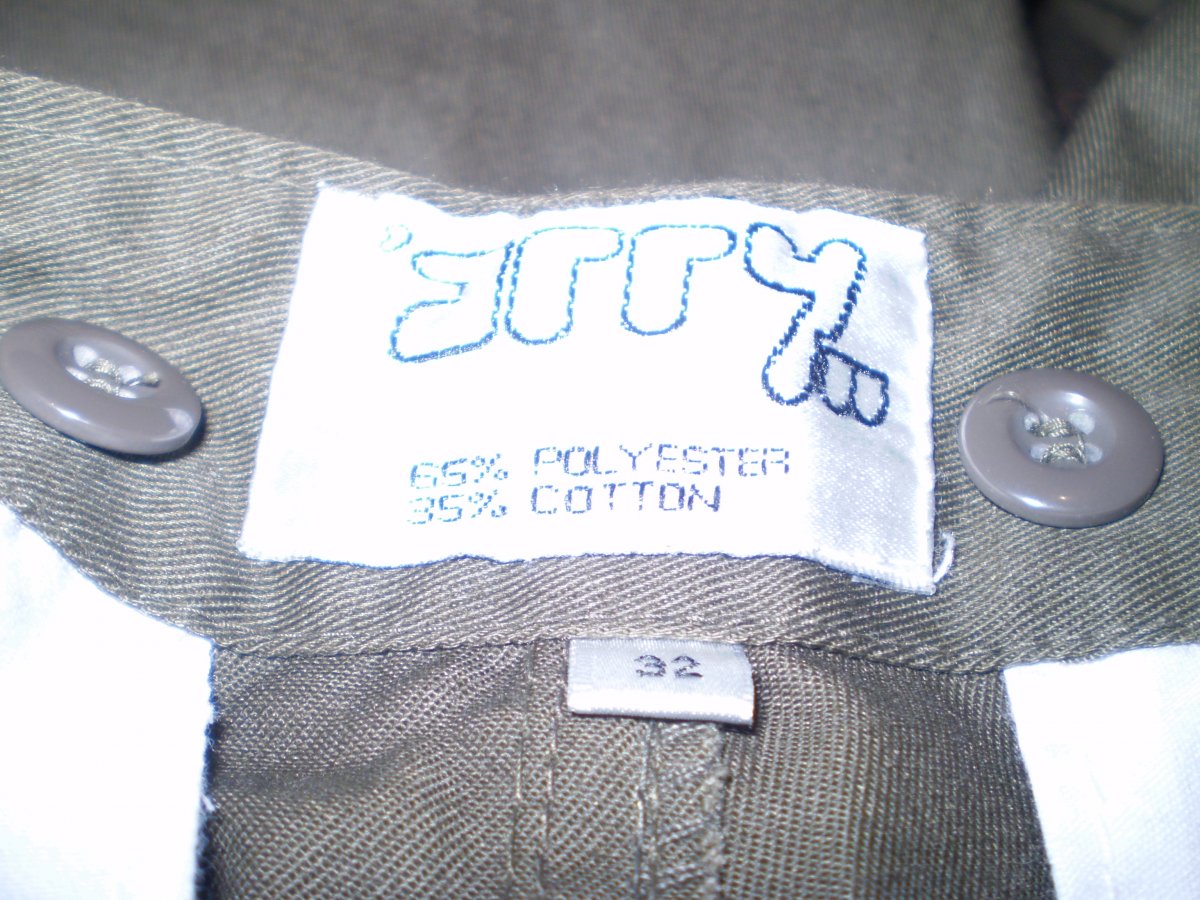 65% POLYESTER
35% COTTON
32